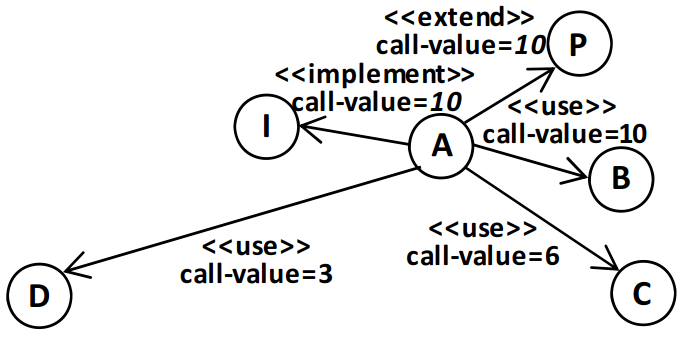 <<extend>>
call-value=10
P
<<implement>>
call-value=10
I
A
<<use>>
call-value=10
B
<<use>>
call-value=6
<<use>>
call-value=3
D
C